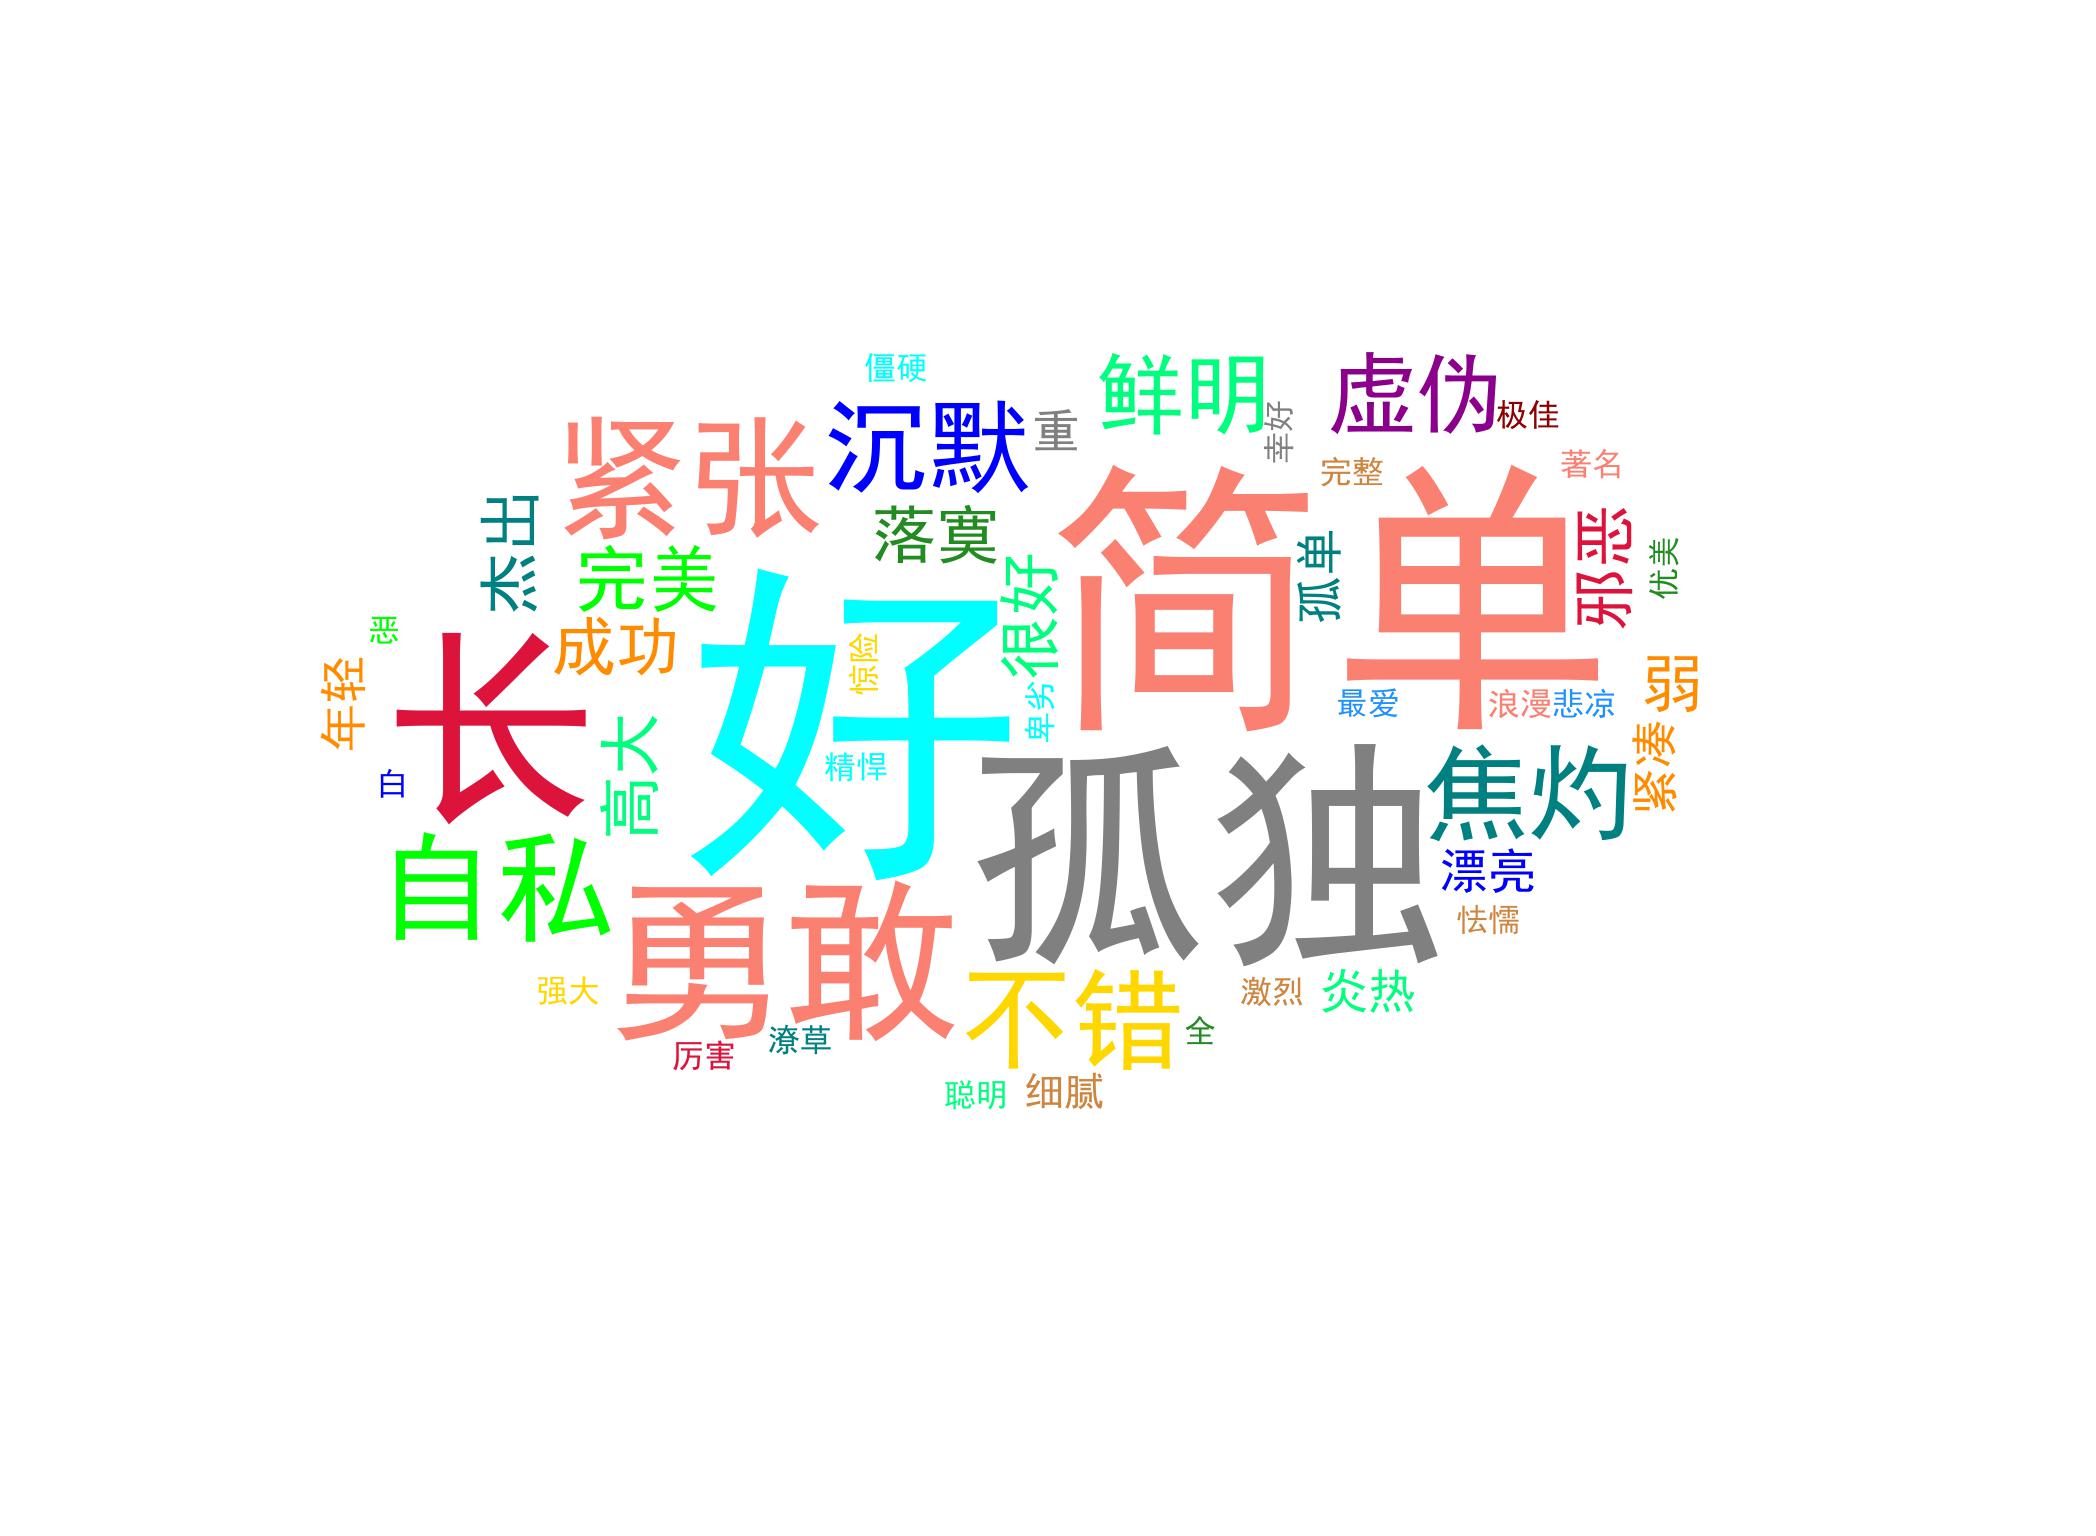 僵硬
鲜明
虚伪
极佳
沉默
重
幸好
紧张
完整
著名
简单
杰出
落寞
孤单
邪恶
优美
完美
很好
恶
成功
好
惊险
年轻
长
弱
卑劣
最爱
浪漫
悲凉
高大
精悍
白
孤独
焦灼
紧凑
自私
漂亮
勇敢
怯懦
强大
不错
激烈
炎热
厉害
潦草
全
聪明
细腻